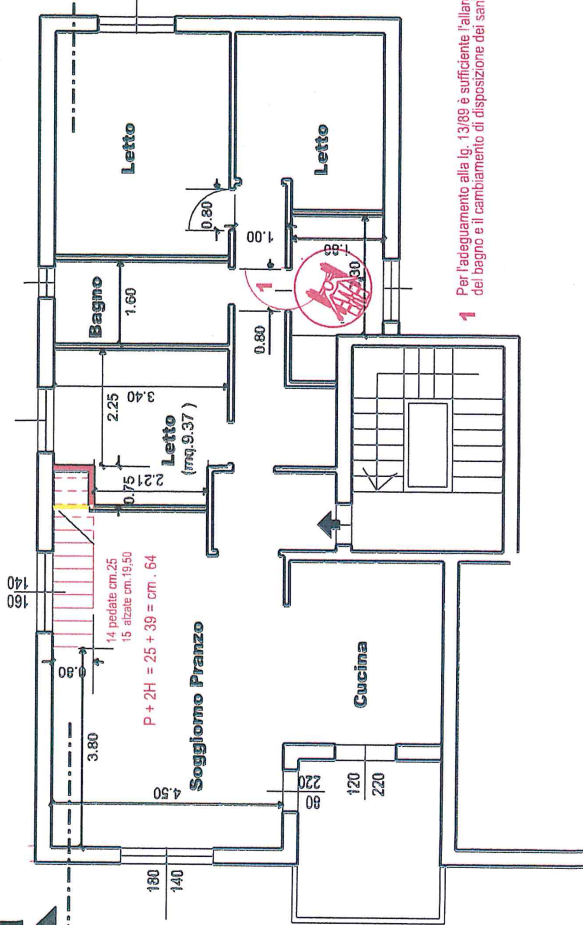 Letto
Letto
Bagno
1.60
0.80
1.00
1
0.80
2.25
3.40
Letto
(mq.9.37 )
2.21
0.75
140
160
14 pedate cm.25
15 alzate cm.19,50
P + 2H = 25 + 39 = cm . 64
0.80
3.80
Soggiorno Pranzo
4.50
Cucina
220
120
220
180
140
1 Per l'adeguamento alla lg. 13/89 è sufficiente l'allar
del bagno e il cambiamento di disposizione dei san